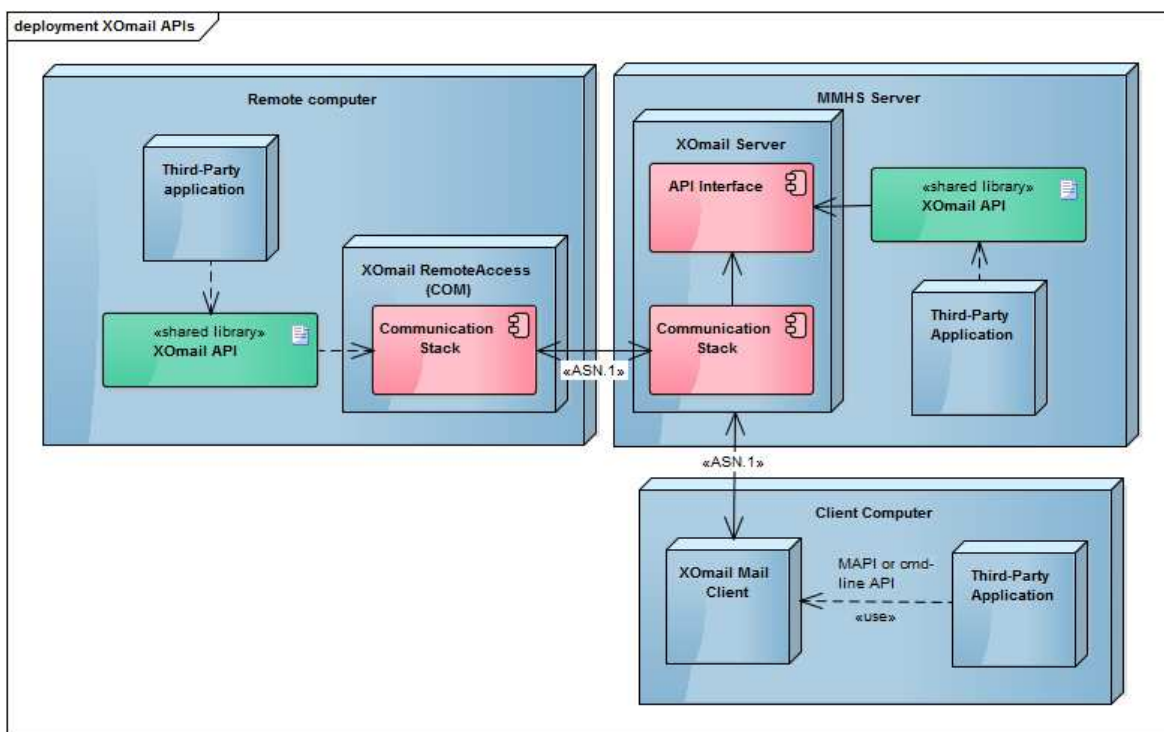 deployment XOmail APIs
Remote computer
Third-Party
application
XOmail RemoteAccess
(COM)
«shared library»
XOmail API
Communication
Stack
«ASN.1»
MMHS Server
XOmail Server
API Interface
«shared library»
XOmail API
Communication
Stack
Third-Party
Application
«ASN.1»
Client Computer
XOmail Mail
Client
MAPI or cmd-
line API
«use»
Third-Party
Application